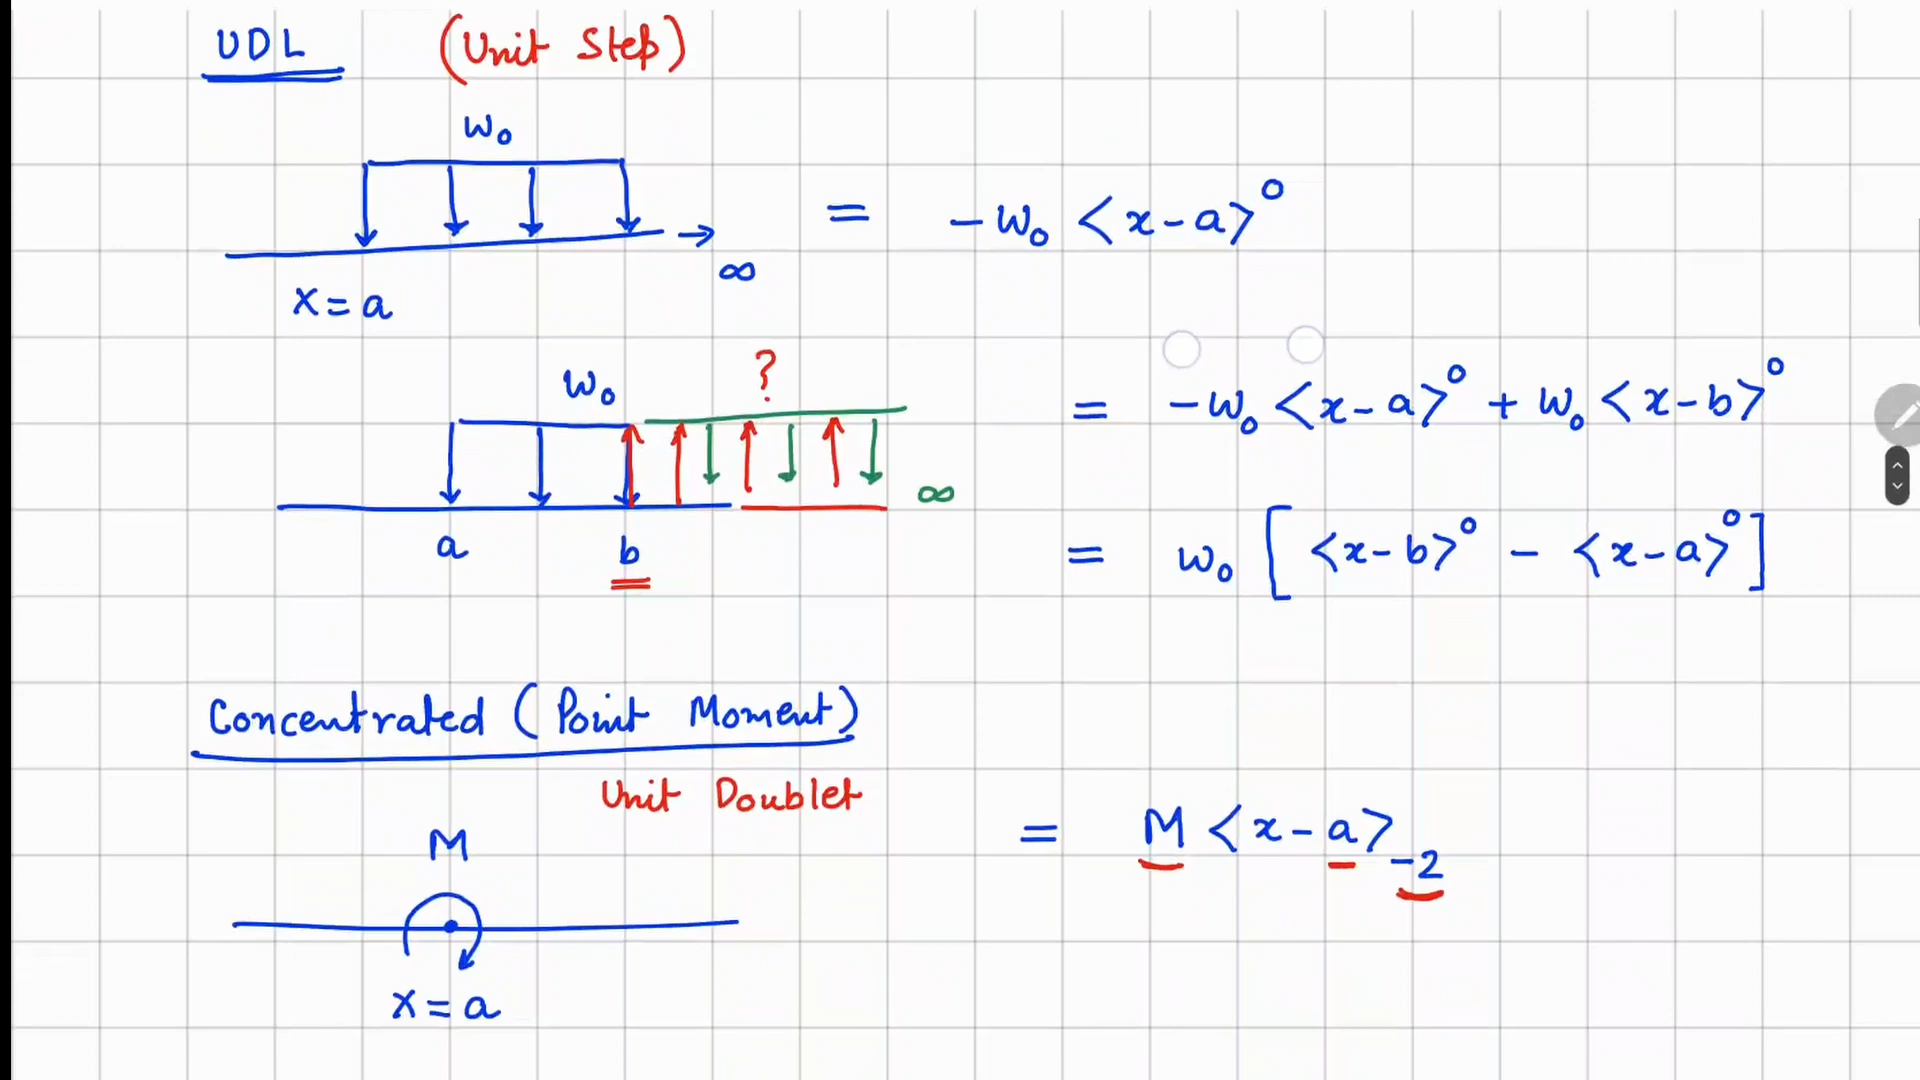 UDL (Unit Step)
w₀
= -w₀ <x-a>⁰
∞
x = a
?
w₀
= -w₀ <x-a>⁰ + w₀ <x-b>⁰
∞
a b
= w₀ [ <x-b>⁰ - <x-a>⁰ ]
Concentrated (Point Moment)
Unit Doublet
M
= M <x-a>₋₂
x = a